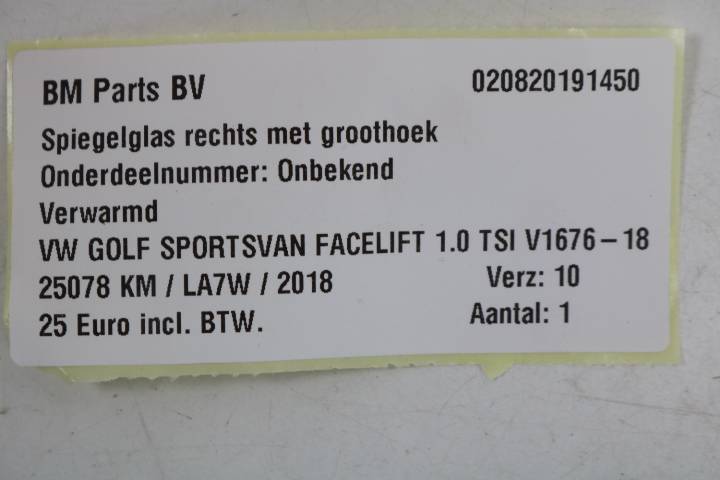 BM Parts BV 020820191450
Spiegelglas rechts met groothoek
Onderdeelnummer: Onbekend
Verwarmd
VW GOLF SPORTSVAN FACELIFT 1.0 TSI V1676-18
25078 KM / LA7W / 2018 Verz: 10
25 Euro incl. BTW. Aantal: 1